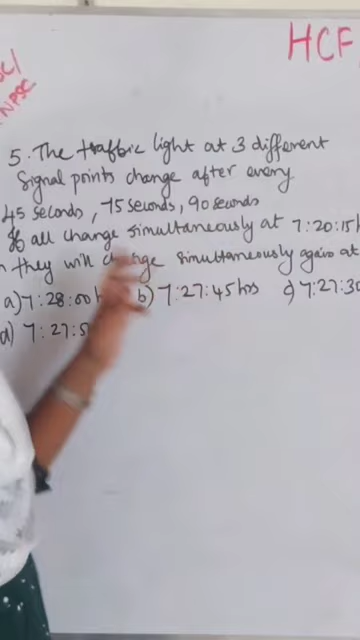 HCF
5. The traffic light at 3 different
Signal points change after every
45 seconds, 75 seconds, 90 seconds
If all change simultaneously at 7:20:15 h
they will change simultaneously again at
a) 7:28:00 h b) 7:27:45 hrs c) 7:27:30
d) 7:27:5